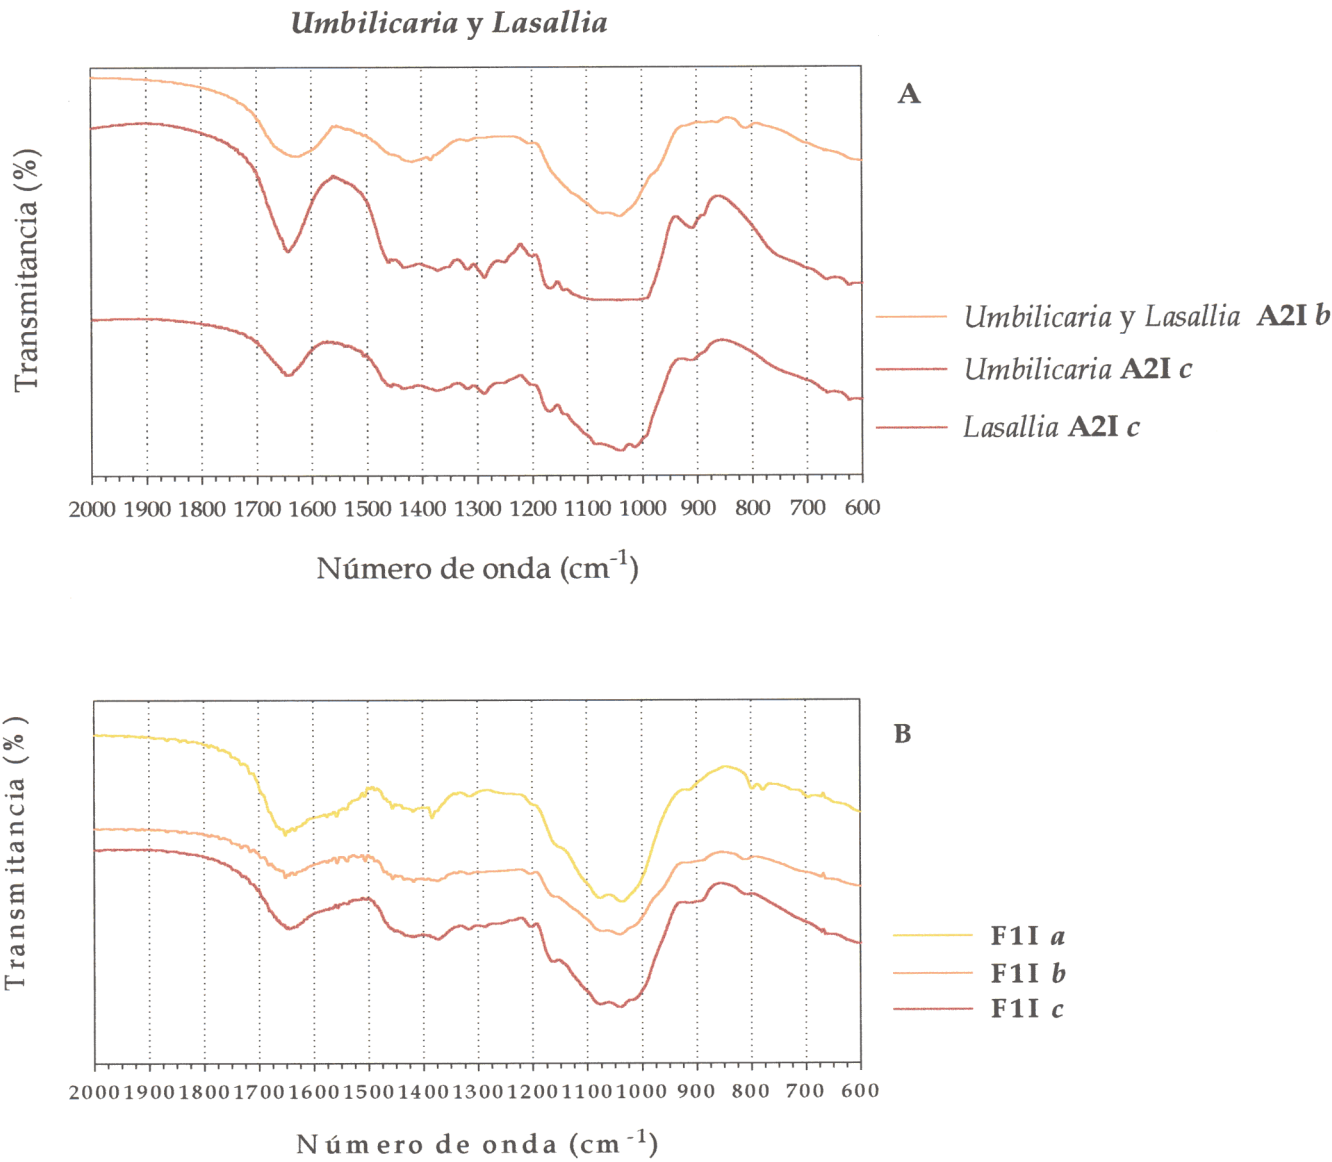 Umbilicaria y Lasallia
A
Transmitancia (%)
Umbilicaria y Lasallia A2I b
Umbilicaria A2I c
Lasallia A2I c
2000 1900 1800 1700 1600 1500 1400 1300 1200 1100 1000 900 800 700 600
Número de onda (cm-1)
B
Transmitancia (%)
F1I a
F1I b
F1I c
2000 1900 1800 1700 1600 1500 1400 1300 1200 1100 1000 900 800 700 600
Número de onda (cm-1)